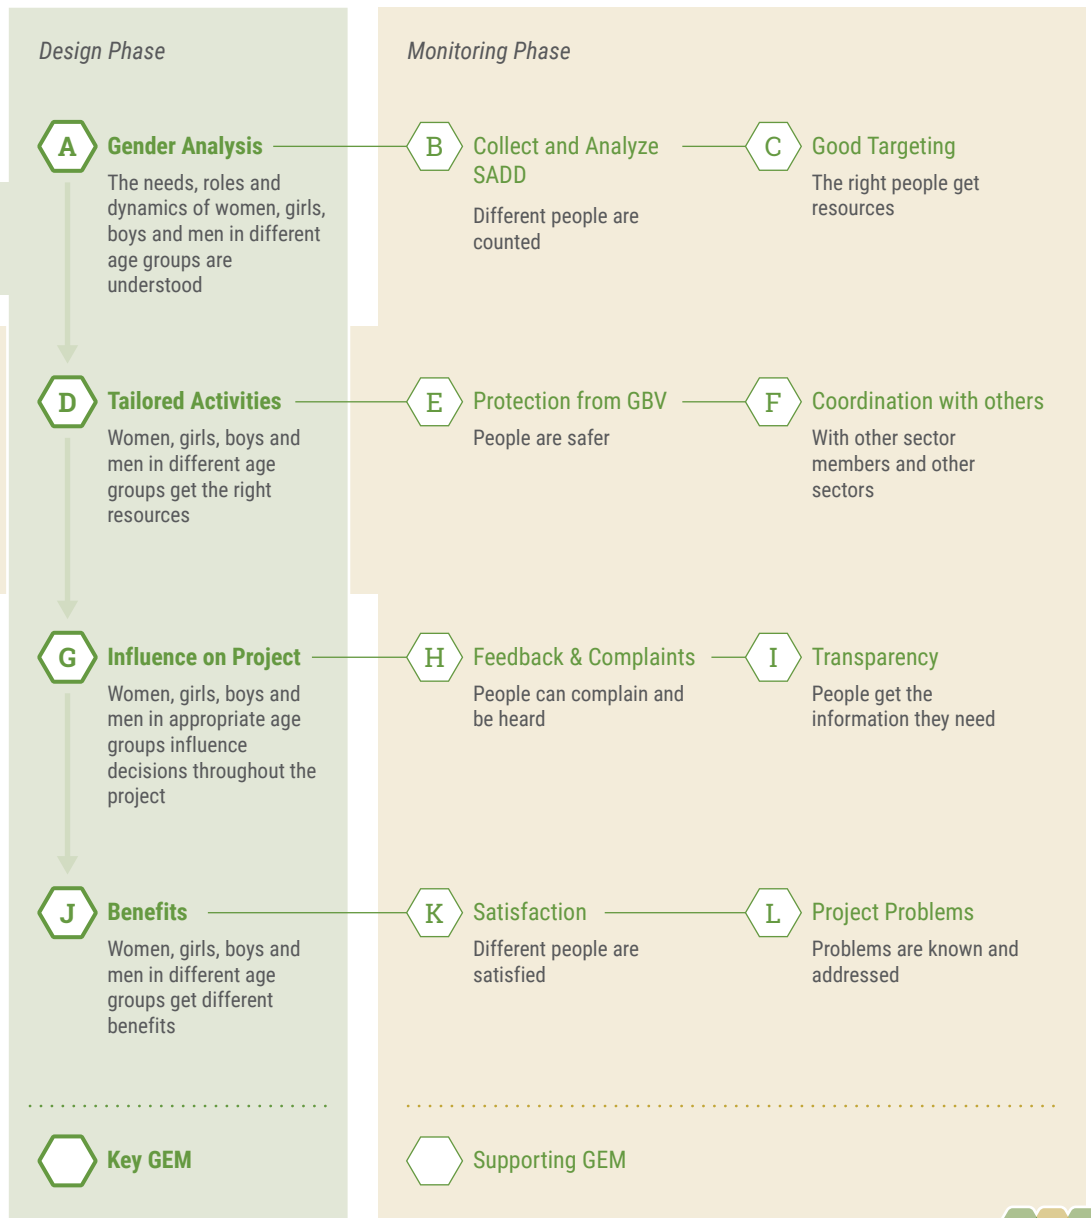 Design Phase
Monitoring Phase
A
Gender Analysis
The needs, roles and
dynamics of women, girls,
boys and men in different
age groups are
understood
B
Collect and Analyze
SADD
Different people are
counted
C
Good Targeting
The right people get
resources
D
Tailored Activities
Women, girls, boys and
men in different age
groups get the right
resources
E
Protection from GBV
People are safer
F
Coordination with others
With other sector
members and other
sectors
G
Influence on Project
Women, girls, boys and
men in appropriate age
groups influence
decisions throughout the
project
H
Feedback & Complaints
People can complain and
be heard
I
Transparency
People get the
information they need
J
Benefits
Women, girls, boys and
men in different age
groups get different
benefits
K
Satisfaction
Different people are
satisfied
L
Project Problems
Problems are known and
addressed
Key GEM
Supporting GEM